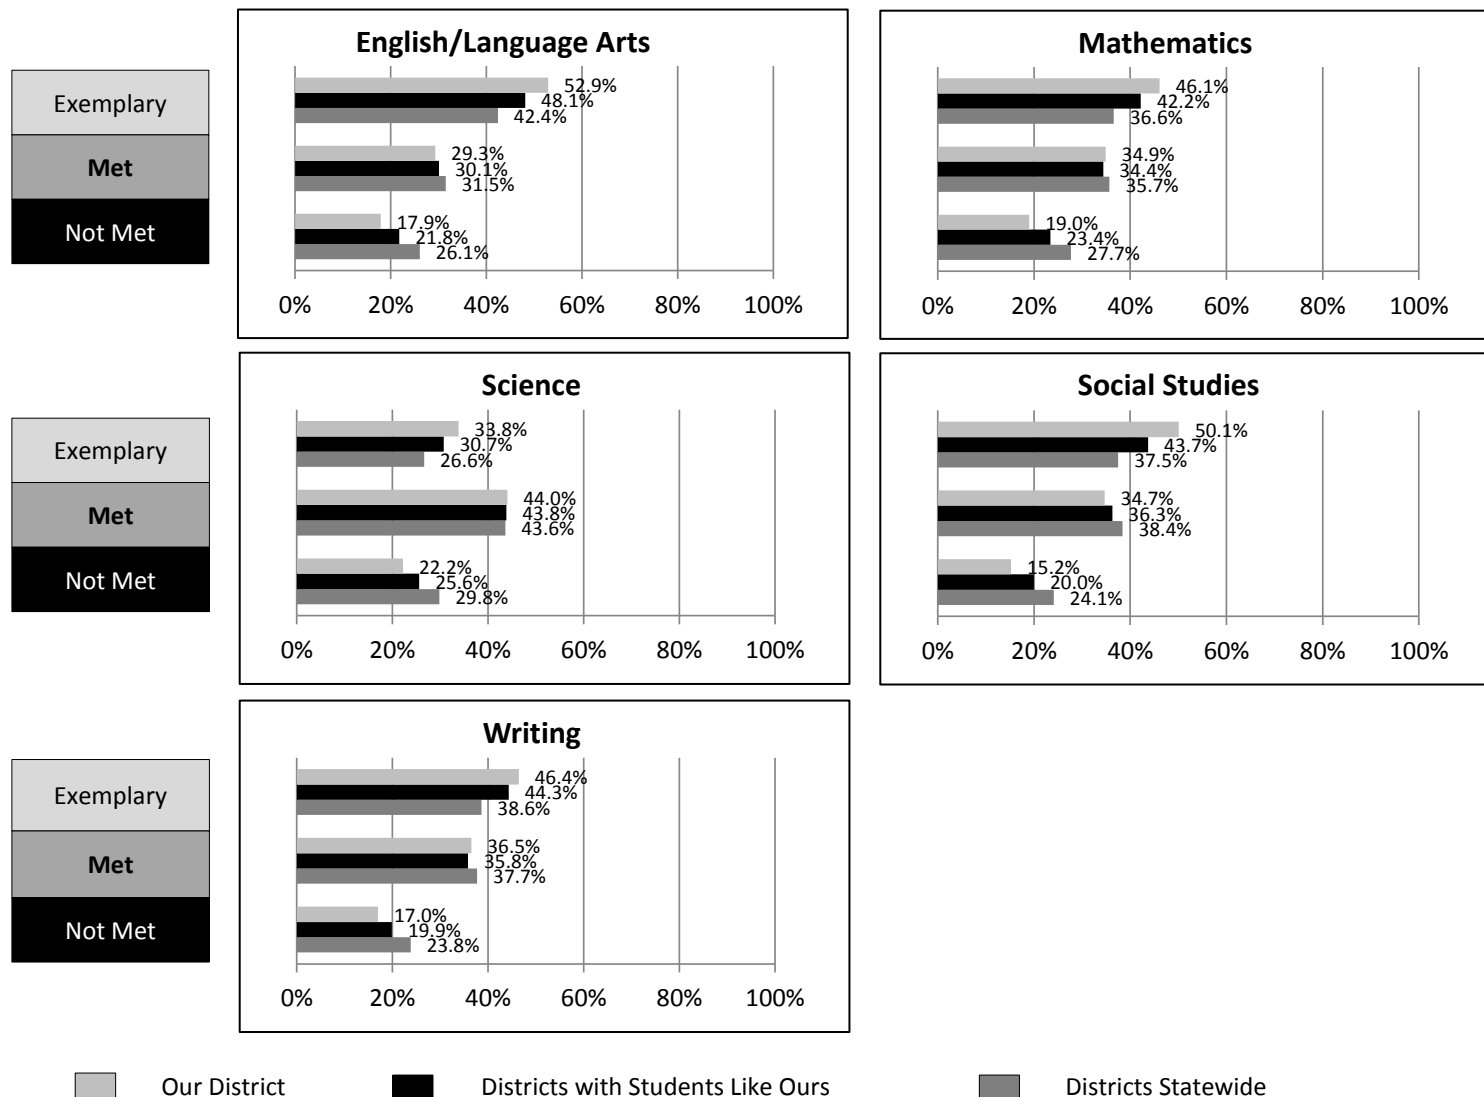 English/Language Arts
Exemplary
Met
Not Met
52.9%
48.1%
42.4%
29.3%
30.1%
31.5%
17.9%
21.8%
26.1%
0% 20% 40% 60% 80% 100%
Mathematics
46.1%
42.2%
36.6%
34.9%
34.4%
35.7%
19.0%
23.4%
27.7%
0% 20% 40% 60% 80% 100%
Science
Exemplary
Met
Not Met
33.8%
30.7%
26.6%
44.0%
43.8%
43.6%
22.2%
25.6%
29.8%
0% 20% 40% 60% 80% 100%
Social Studies
50.1%
43.7%
37.5%
34.7%
36.3%
38.4%
15.2%
20.0%
24.1%
0% 20% 40% 60% 80% 100%
Writing
Exemplary
Met
Not Met
46.4%
44.3%
38.6%
36.5%
35.8%
37.7%
17.0%
19.9%
23.8%
0% 20% 40% 60% 80% 100%
Our District Districts with Students Like Ours Districts Statewide